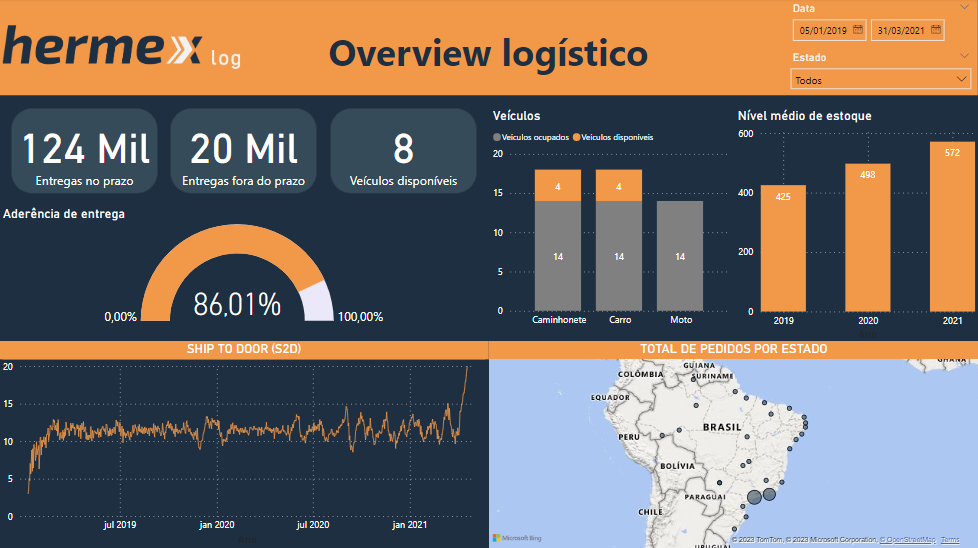 hermex log
Overview logístico
Data
05/01/2019 31/03/2021
Estado
Todos
124 Mil
Entregas no prazo
20 Mil
Entregas fora do prazo
8
Veículos disponíveis
Aderência de entrega
86,01%
0,00%
100,00%
Veículos
Veículos ocupados Veículos disponíveis
20
15
10
5
0
4
4
14
14
14
Caminhonete Carro Moto
Nível médio de estoque
600
400
200
0
425
498
572
2019 2020 2021
SHIP TO DOOR (S2D)
20
15
10
5
0
jul 2019 jan 2020 jul 2020 jan 2021
TOTAL DE PEDIDOS POR ESTADO
GUIANA
GHANA
COLÔMBIA
SURINAME
EQUADOR
BRASIL
PERU
BOLÍVIA
PARAGUAI
CHILE
URUGUAI
Microsoft Bing
© 2023 TomTom, © 2023 Microsoft Corporation, © OpenStreetMap Terms